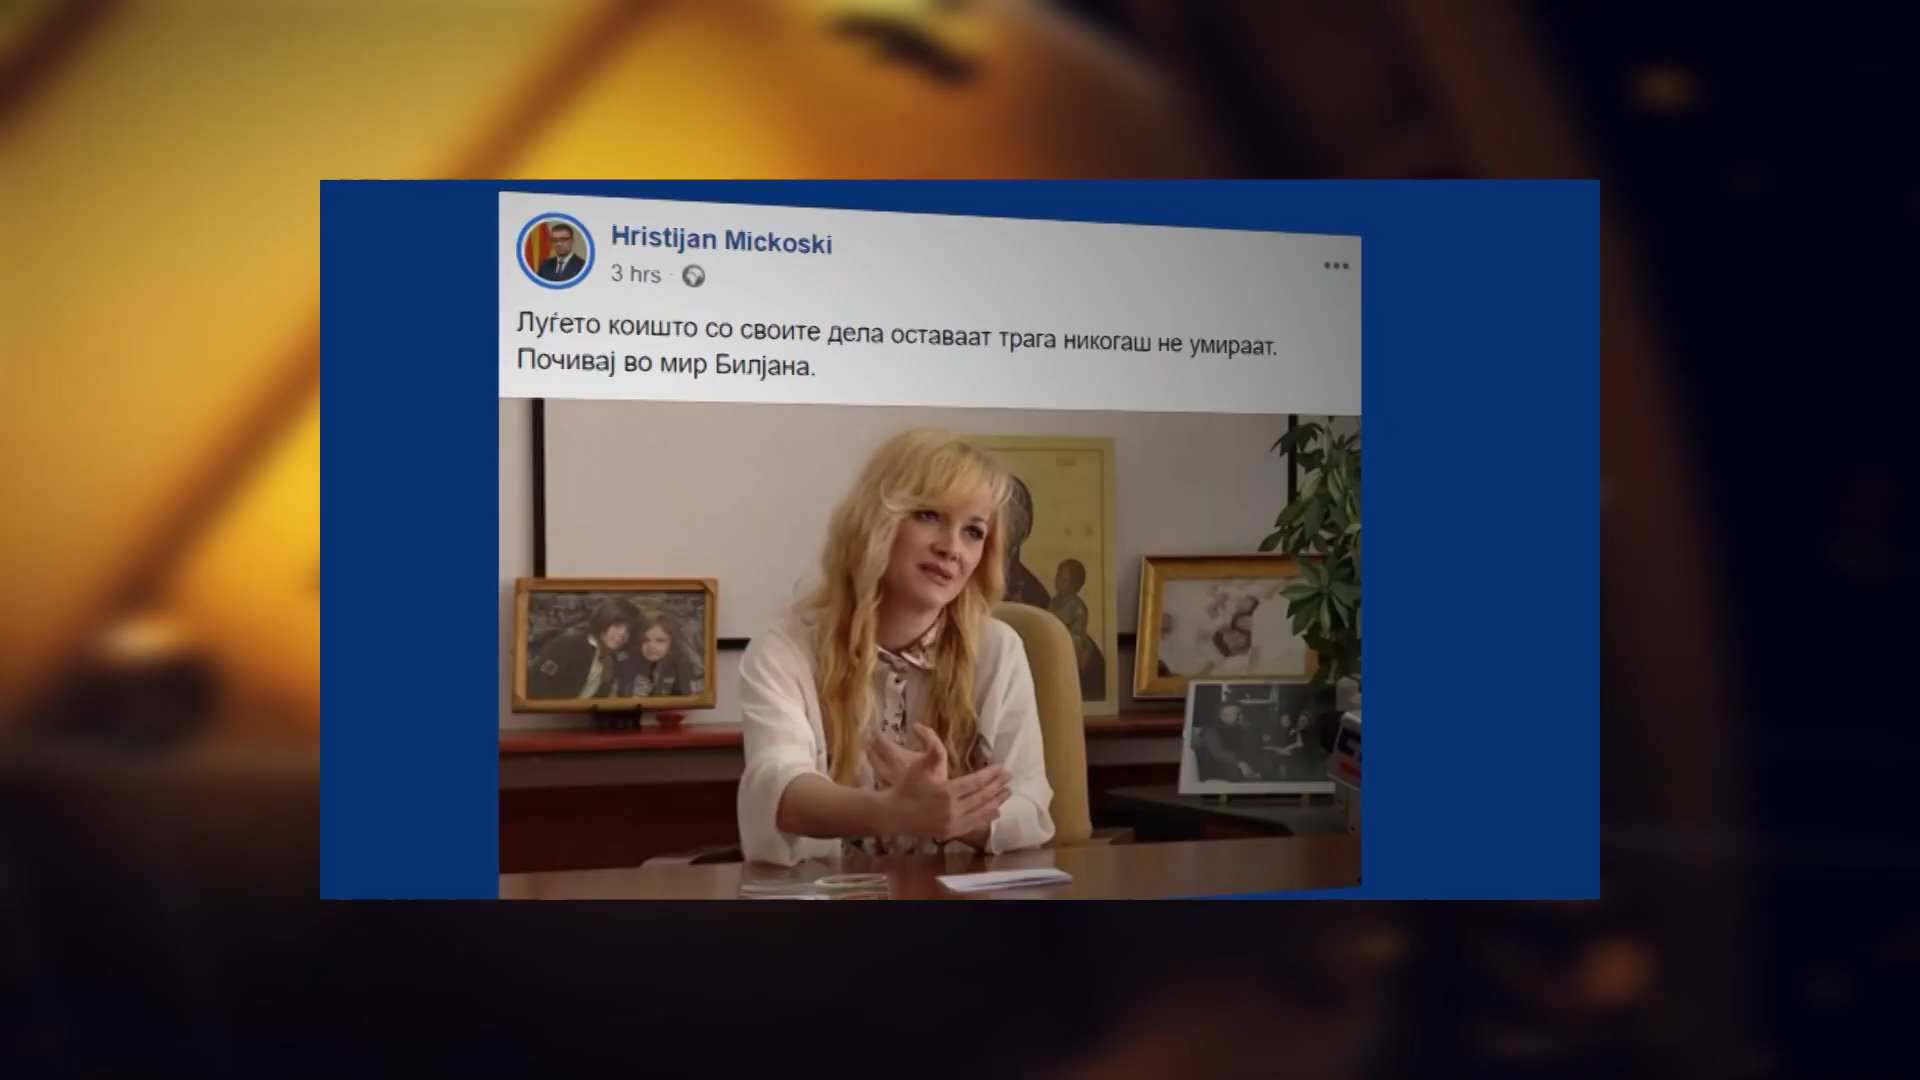 Hristijan Mickoski
3 hrs ·
Луѓето коишто со своите дела оставаат трага никогаш не умираат.
Почивај во мир Билјана.